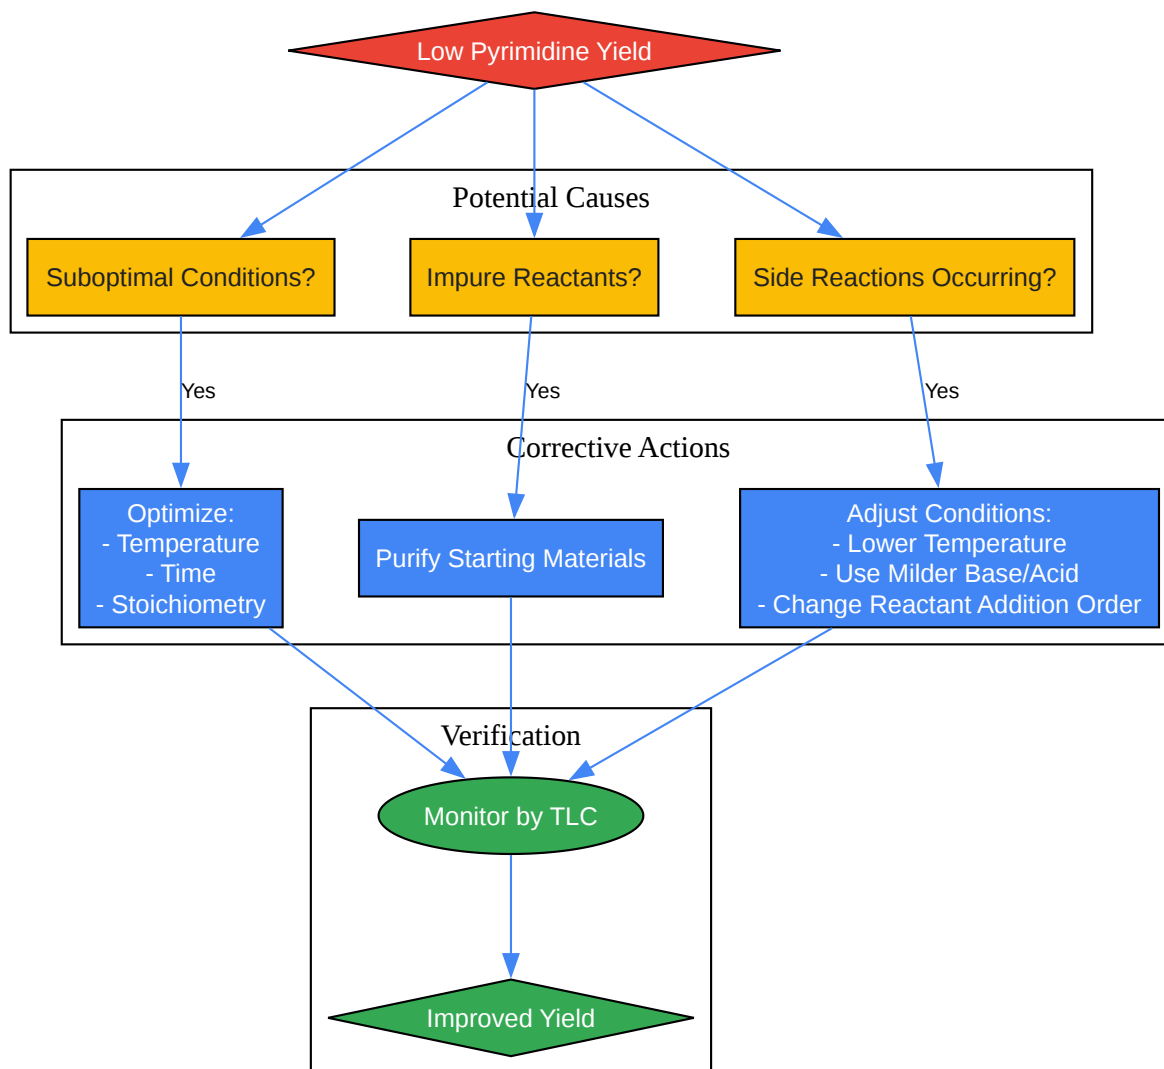 Low Pyrimidine Yield
Potential Causes
Suboptimal Conditions?
Impure Reactants?
Side Reactions Occurring?
Yes
Yes
Yes
Corrective Actions
Optimize:
- Temperature
- Time
- Stoichiometry
Purify Starting Materials
Adjust Conditions:
- Lower Temperature
- Use Milder Base/Acid
- Change Reactant Addition Order
Verification
Monitor by TLC
Improved Yield